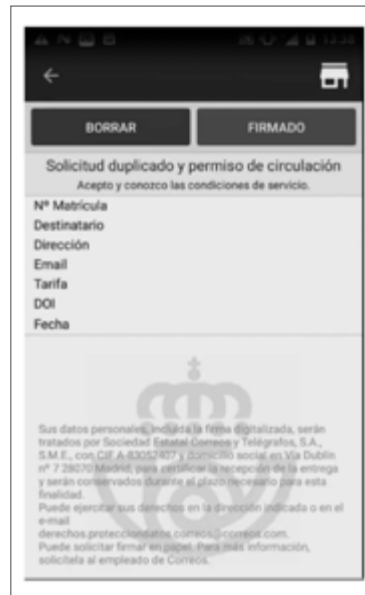 13:38
BORRAR
FIRMADO
Solicitud duplicado y permiso de circulación
Acepto y conozco las condiciones de servicio.
Nº Matrícula
Destinatario
Dirección
Email
Tarifa
DOI
Fecha
Sus datos personales, incluida la firma digitalizada, serán
tratados por Sociedad Estatal Correos y Telégrafos, S.A.,
S.M.E., con CIF A-83052407 y domicilio social en Vía Dublín
nº 7 28070 Madrid, para certificar la recepción de la entrega
y serán conservados durante el plazo necesario para esta
finalidad.
Puede ejercitar sus derechos en la dirección indicada o en el
e-mail
derechos.protecciondatos.correos@correos.com.
Puede solicitar firmar en papel. Para más información,
solicítela al empleado de Correos.